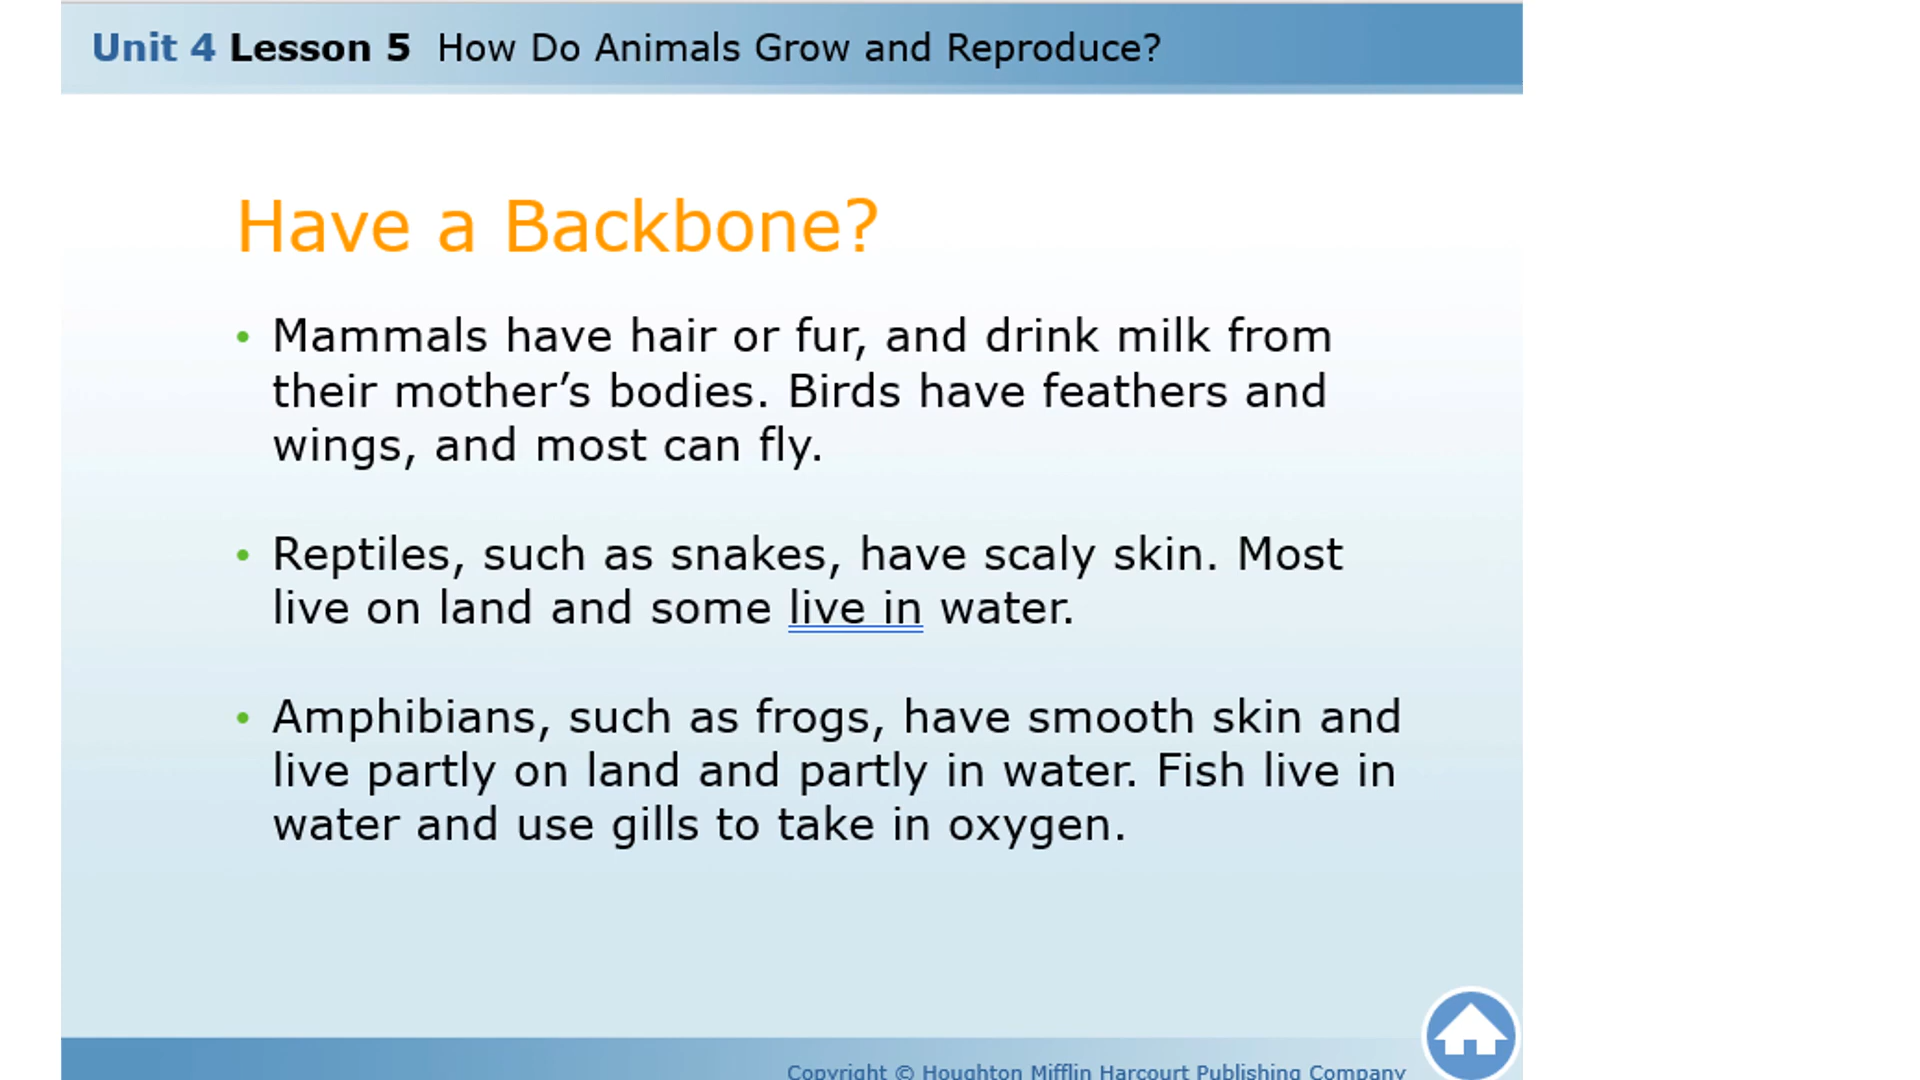 Unit 4 Lesson 5 How Do Animals Grow and Reproduce?
Have a Backbone?
• Mammals have hair or fur, and drink milk from
their mother’s bodies. Birds have feathers and
wings, and most can fly.
• Reptiles, such as snakes, have scaly skin. Most
live on land and some live in water.
• Amphibians, such as frogs, have smooth skin and
live partly on land and partly in water. Fish live in
water and use gills to take in oxygen.
Copyright © Houghton Mifflin Harcourt Publishing Company